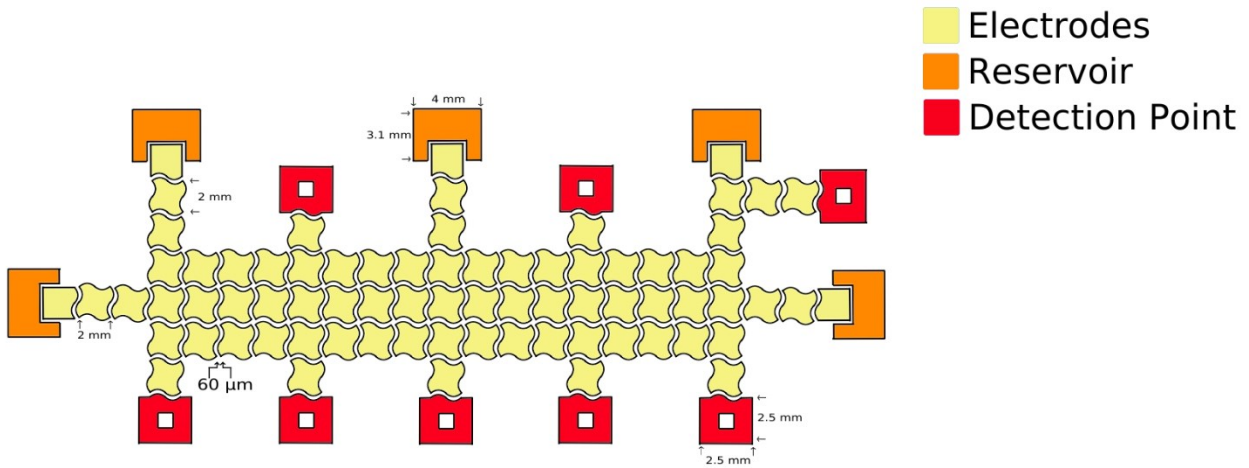 Electrodes
Reservoir
Detection Point
4 mm
3.1 mm
2 mm
2 mm
60 µm
2.5 mm
2.5 mm